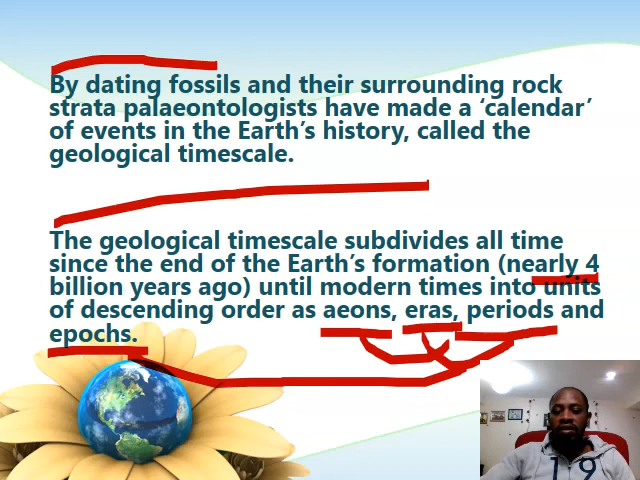 By dating fossils and their surrounding rock
strata palaeontologists have made a ‘calendar’
of events in the Earth’s history, called the
geological timescale.
The geological timescale subdivides all time
since the end of the Earth’s formation (nearly 4
billion years ago) until modern times into units
of descending order as aeons, eras, periods and
epochs.
19